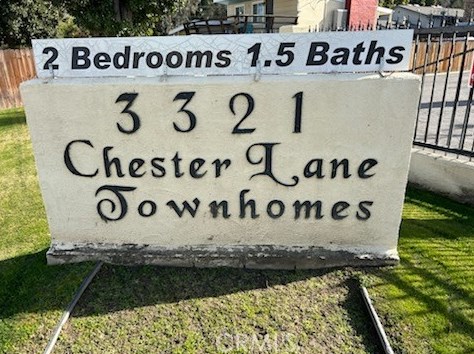 2 Bedrooms 1.5 Baths
3321
Chester Lane
Townhomes
CRMLS